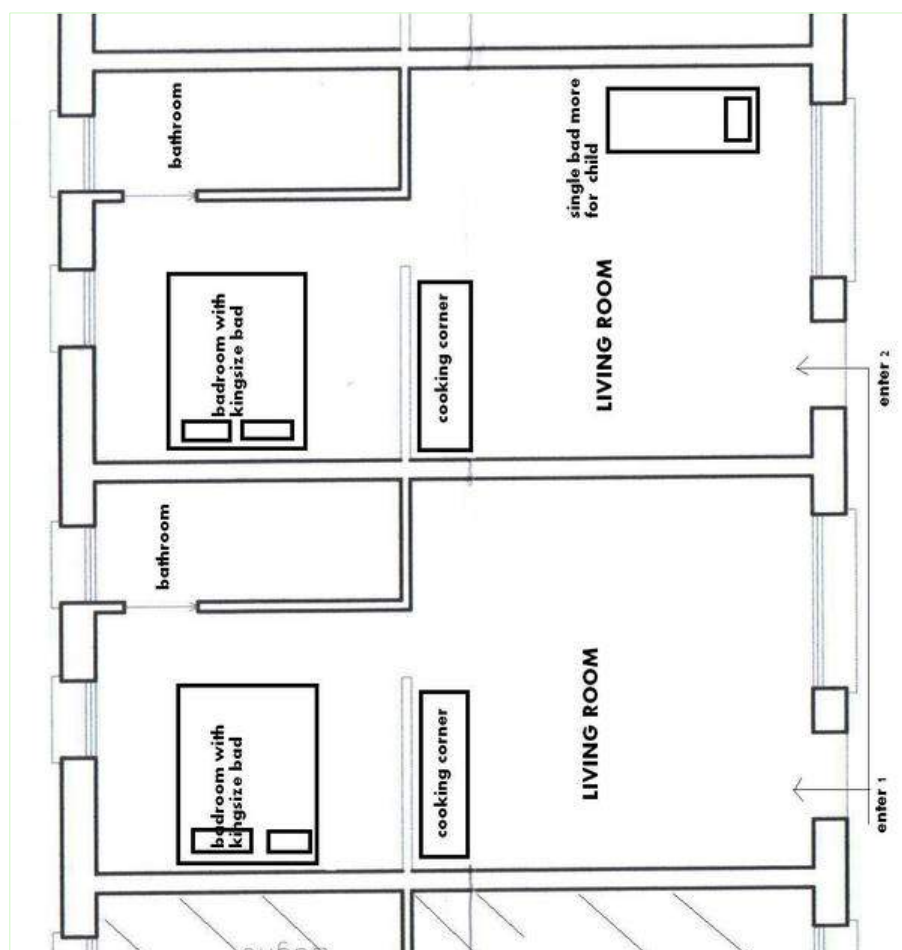 bathroom
single bad more
for child
badroom with
kingsize bad
cooking corner
LIVING ROOM
enter 2
bathroom
badroom with
kingsize bad
cooking corner
LIVING ROOM
enter 1